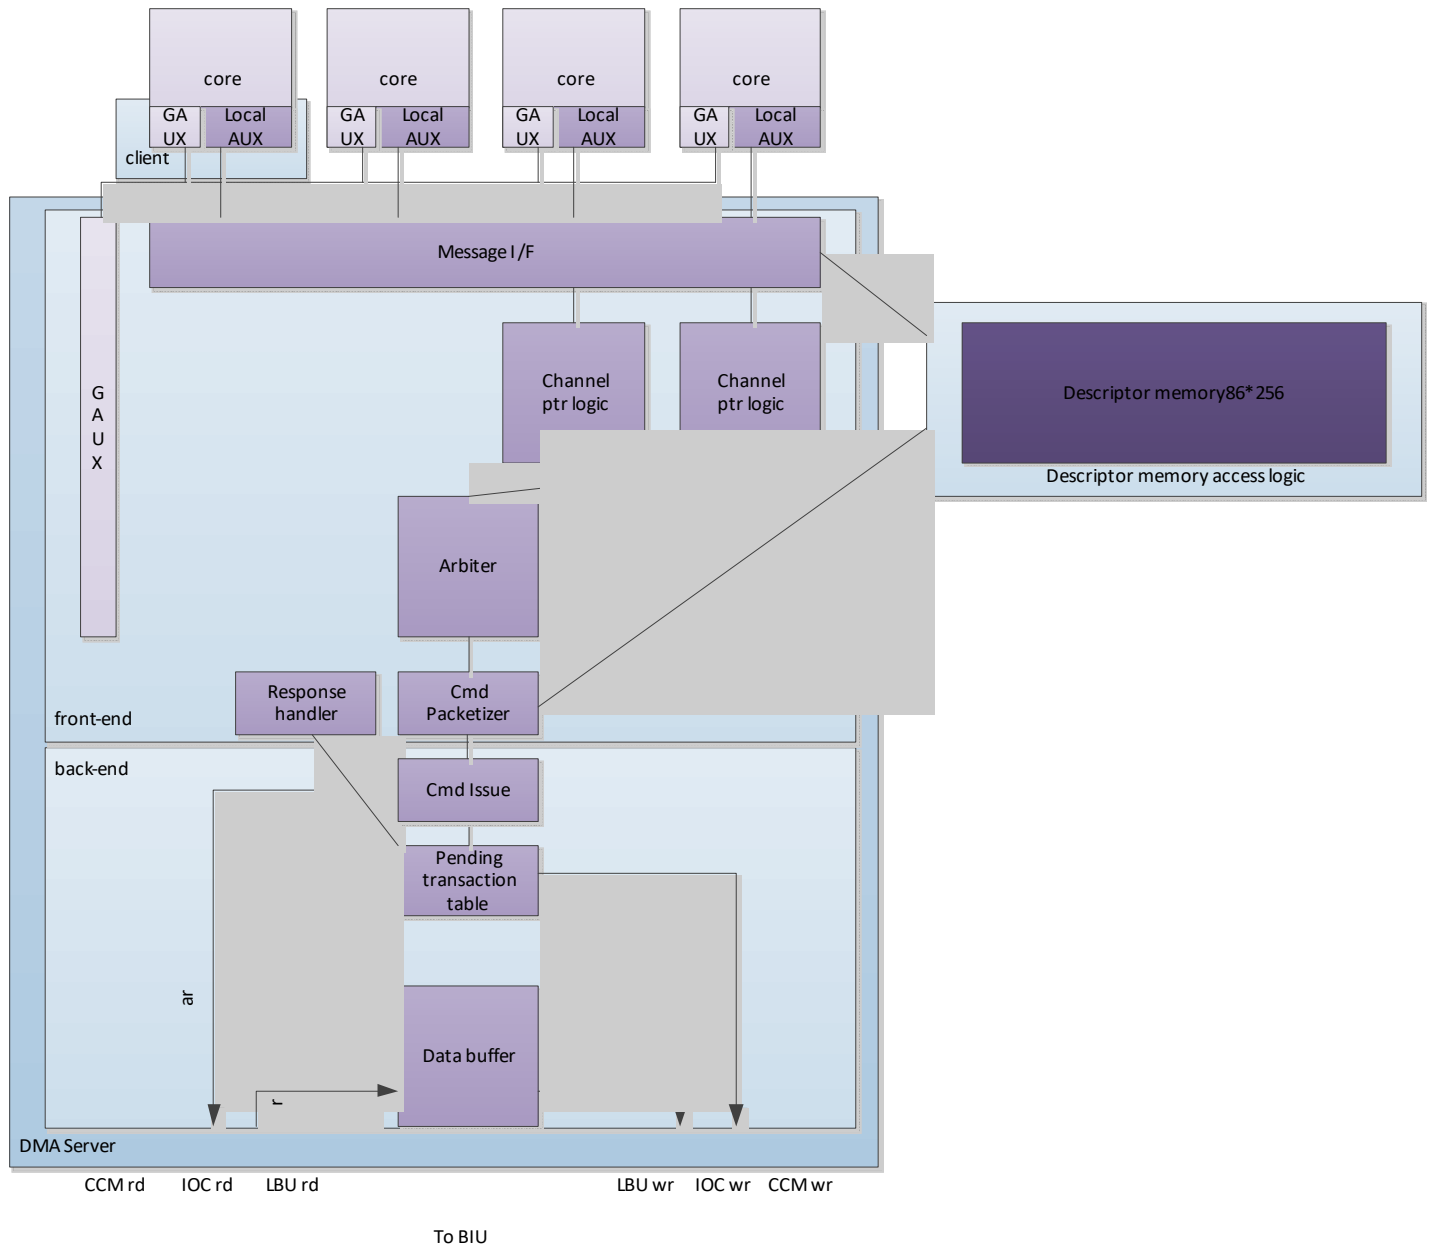 core
core
core
core
GA
UX
Local
AUX
GA
UX
Local
AUX
GA
UX
Local
AUX
GA
UX
Local
AUX
client
Message I/F
G
A
U
X
Channel
ptr logic
Channel
ptr logic
Descriptor memory86*256
Descriptor memory access logic
Arbiter
Response
handler
Cmd
Packetizer
front-end
back-end
Cmd Issue
Pending
transaction
table
ar
Data buffer
r
DMA Server
CCM rd
IOC rd
LBU rd
LBU wr
IOC wr
CCM wr
To BIU